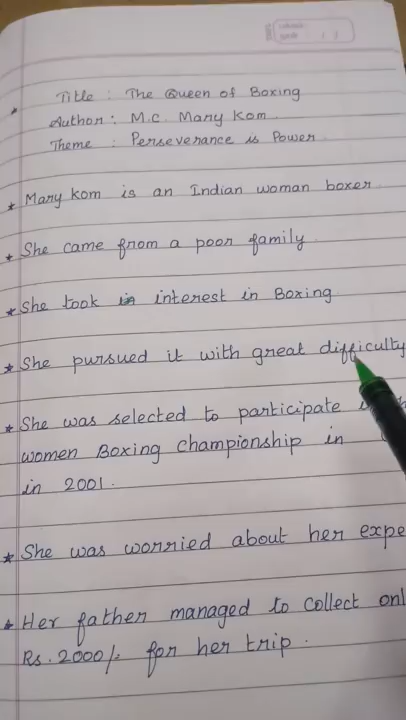 Title : The Queen of Boxing
Author : M.C. Mary Kom.
Theme : Perseverance is Power
* Mary Kom is an Indian woman boxer
* She came from a poor family
* She took in interest in Boxing
* She pursued it with great difficulty
* She was selected to participate
women Boxing championship in
in 2001.
* She was worried about her expe
* Her father managed to collect onl
Rs. 2000/- for her trip.